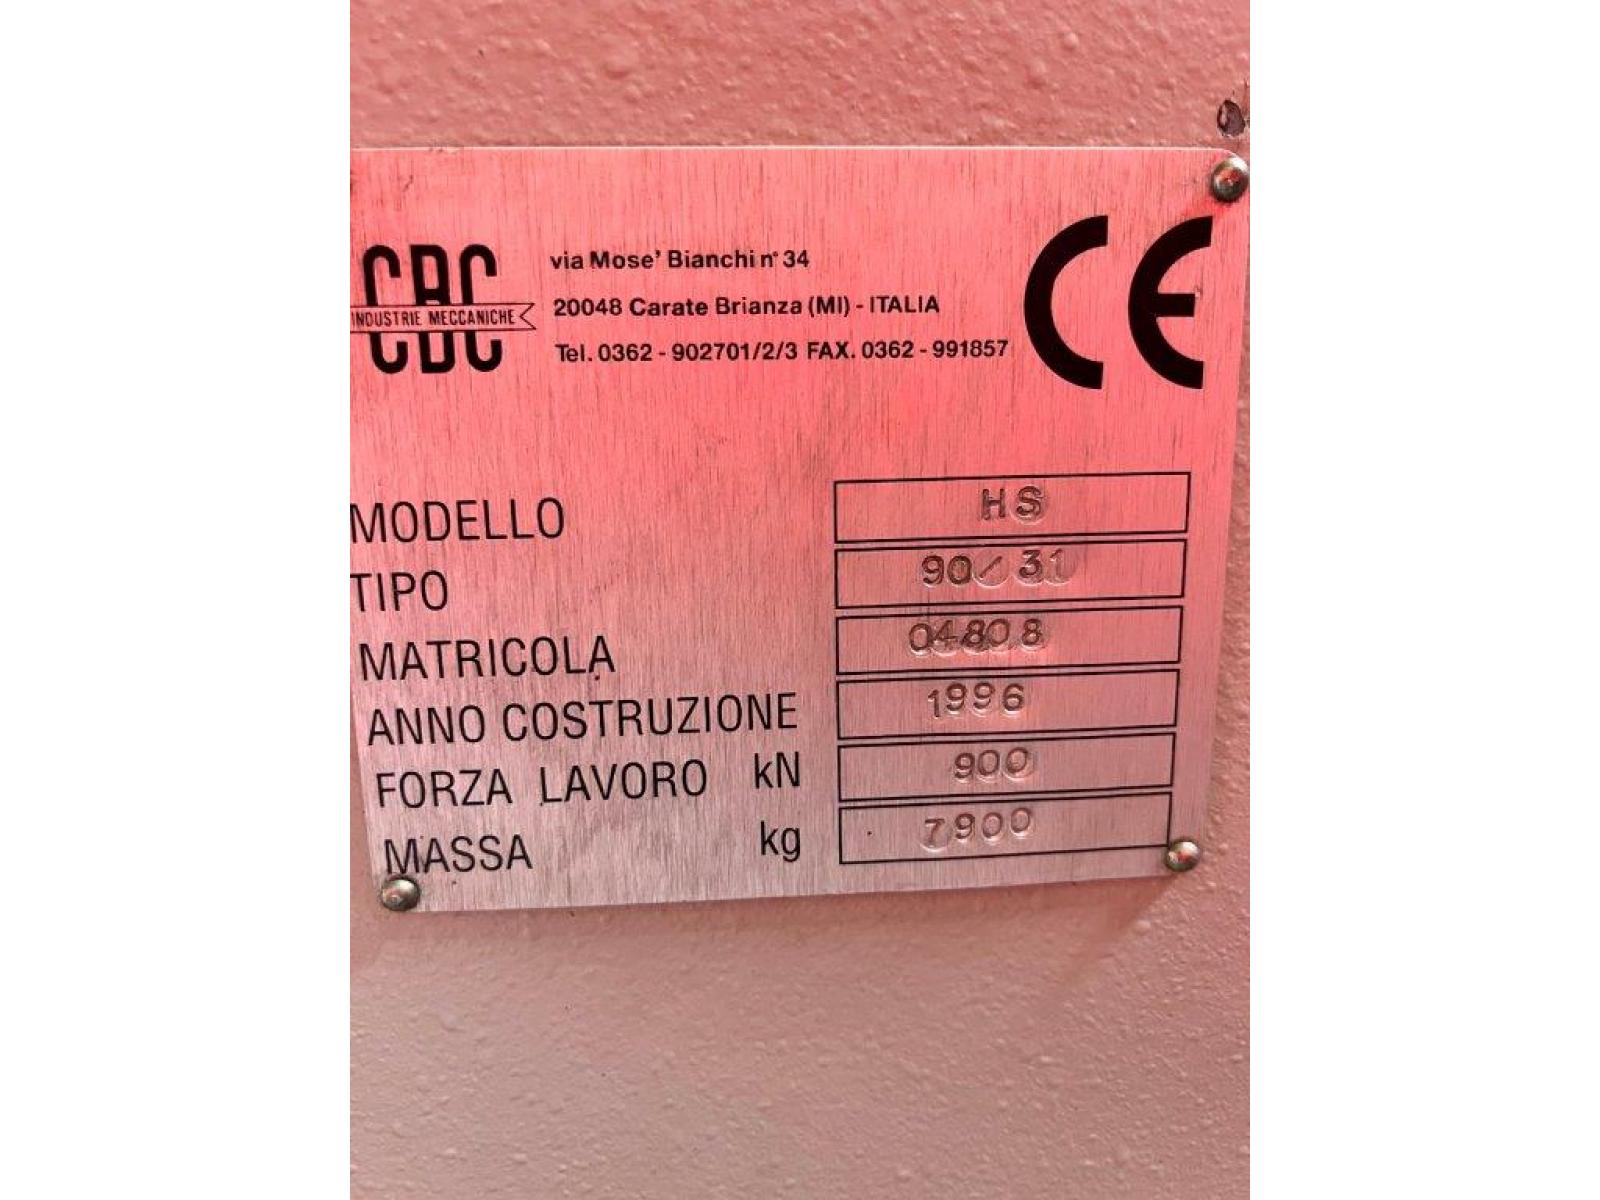 CBC
INDUSTRIE MECCANICHE
via Mose' Bianchi n° 34
20048 Carate Brianza (MI) - ITALIA
Tel. 0362 - 902701/2/3 FAX. 0362 - 991857
CE
MODELLO HS
TIPO 90/31
MATRICOLA 04808
ANNO COSTRUZIONE 1996
FORZA LAVORO kN 900
MASSA kg 7900